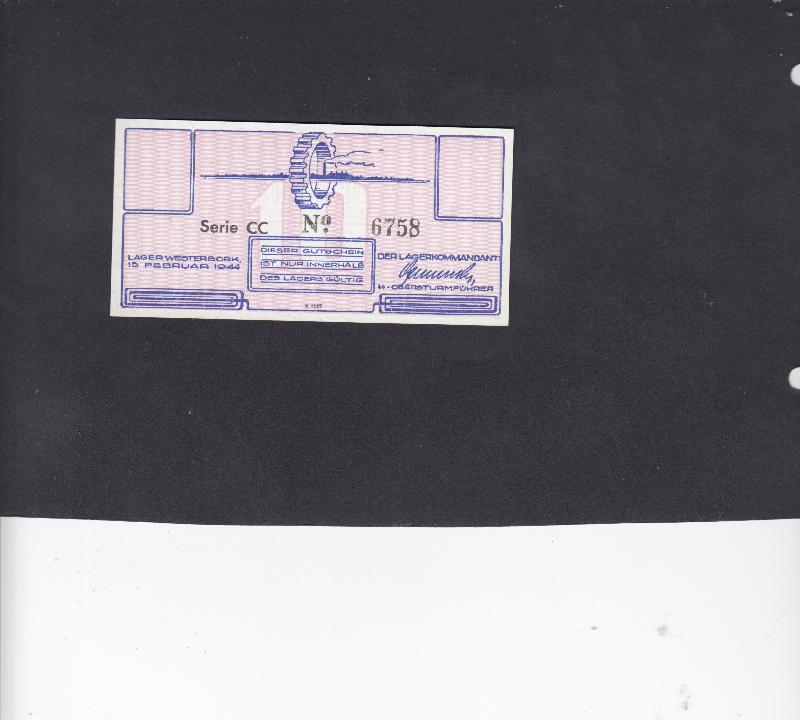 10
Serie CC Nº 6758
LAGER WESTERBORK,
15 FEBRUAR 1944
DIESER GUTSCHEIN
IST NUR INNERHALB
DES LAGERS GÜLTIG
DER LAGERKOMMANDANT:
SS-OBERSTURMFÜHRER